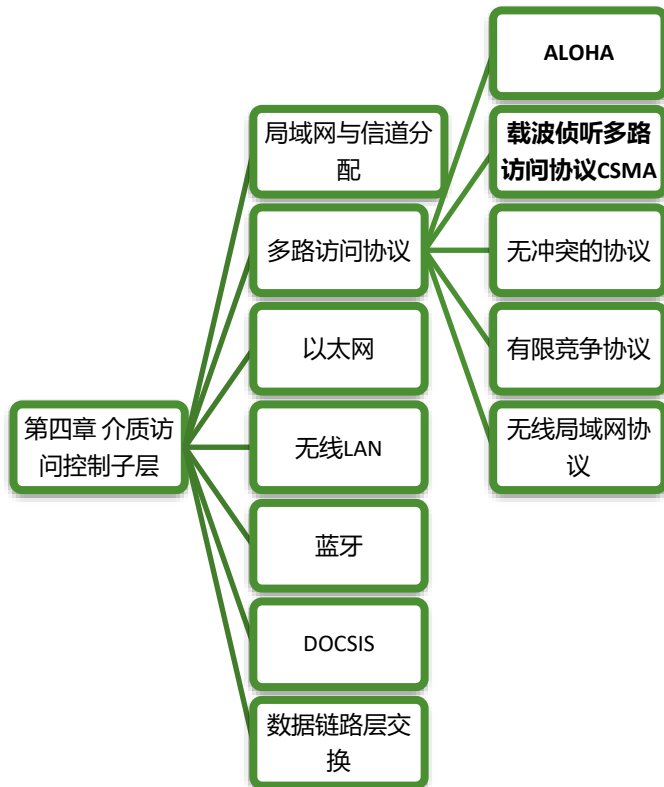 第四章 介质访
问控制子层
局域网与信道分
配
多路访问协议
以太网
无线LAN
蓝牙
DOCSIS
数据链路层交
换
ALOHA
载波侦听多路
访问协议CSMA
无冲突的协议
有限竞争协议
无线局域网协
议